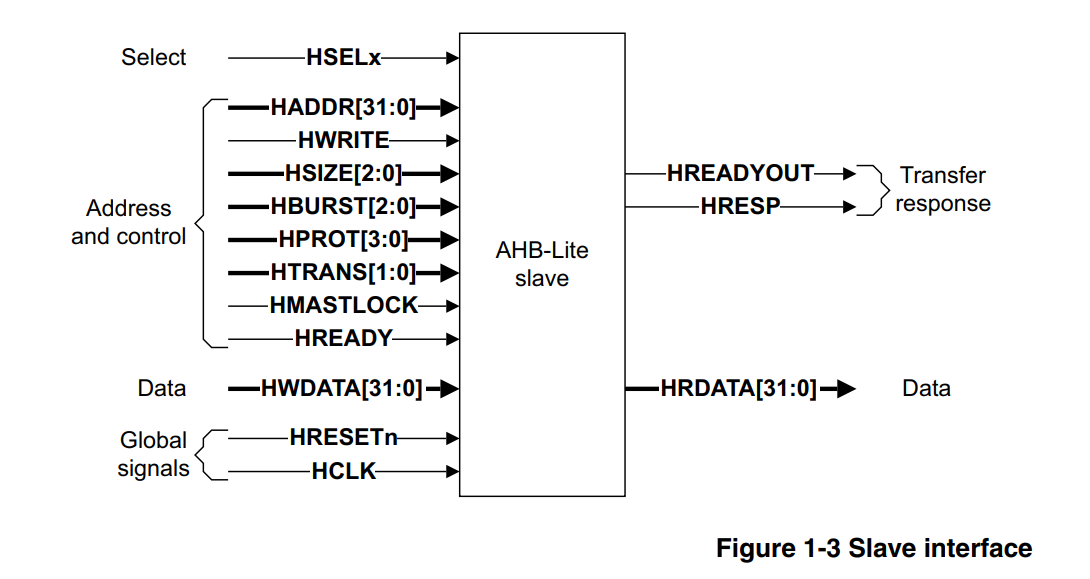 Select
HSELx
HADDR[31:0]
HWRITE
HSIZE[2:0]
HBURST[2:0]
HPROT[3:0]
HTRANS[1:0]
HMASTLOCK
HREADY
Address
and control
Data
HWDATA[31:0]
Global
signals
HRESETn
HCLK
AHB-Lite
slave
HREADYOUT
HRESP
Transfer
response
HRDATA[31:0]
Data
Figure 1-3 Slave interface